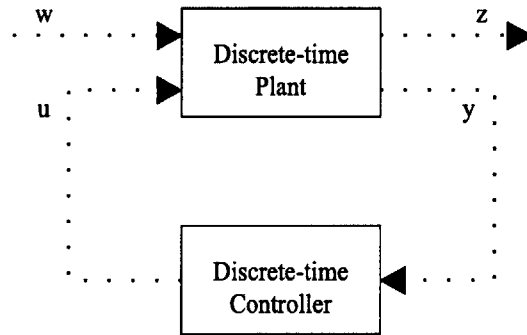 w
z
Discrete-time
Plant
u
y
Discrete-time
Controller